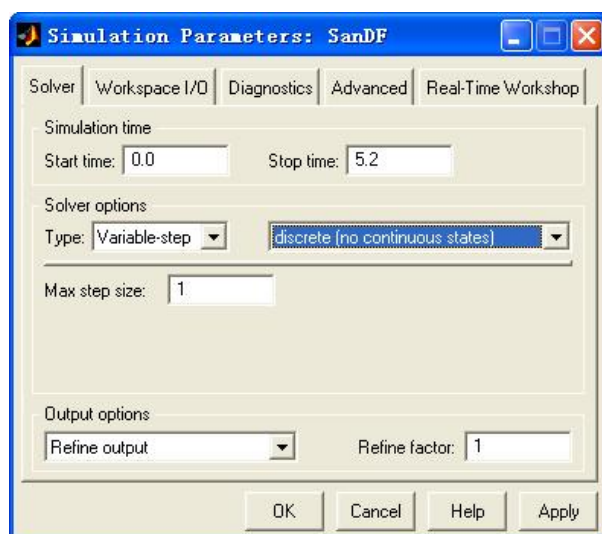 Simulation Parameters: SanDF
Solver Workspace I/O Diagnostics Advanced Real-Time Workshop
Simulation time
Start time: 0.0 Stop time: 5.2
Solver options
Type: Variable-step discrete (no continuous states)
Max step size: 1
Output options
Refine output Refine factor: 1
OK Cancel Help Apply